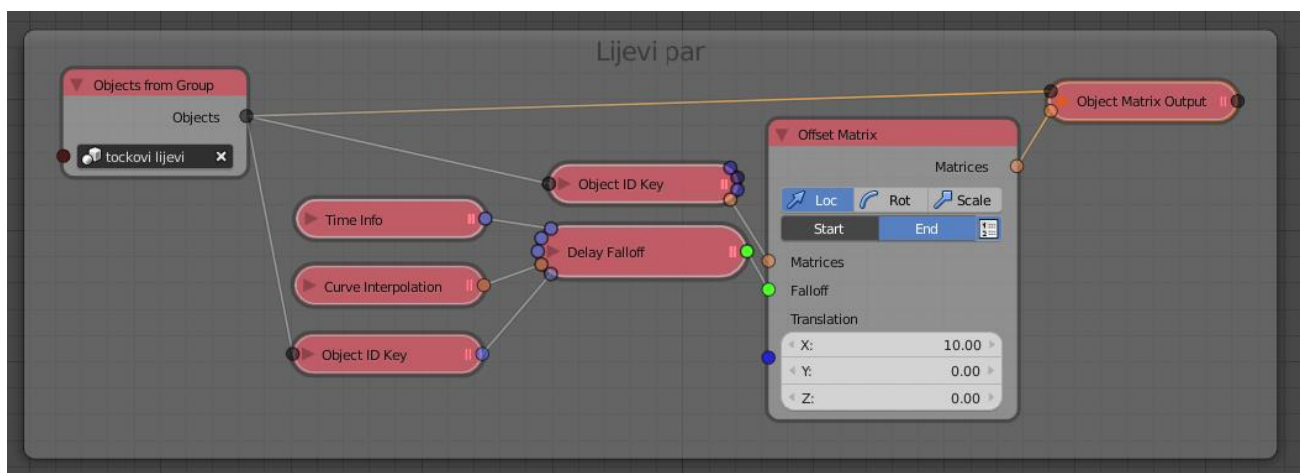 Lijevi par
Objects from Group
Objects
tockovi lijevi
Time Info
Curve Interpolation
Object ID Key
Object ID Key
Delay Falloff
Offset Matrix
Matrices
Loc Rot Scale
Start End
Matrices
Falloff
Translation
X: 10.00
Y: 0.00
Z: 0.00
Object Matrix Output